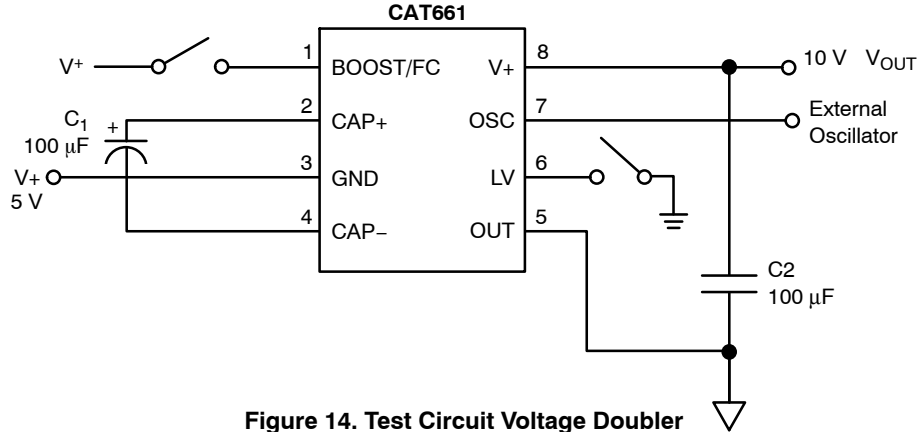 CAT661
V+
1
BOOST/FC
V+
8
10 V VOUT
C1
+
100 μF
2
CAP+
OSC
7
External
Oscillator
V+
5 V
3
GND
LV
6
4
CAP−
OUT
5
C2
100 μF
Figure 14. Test Circuit Voltage Doubler